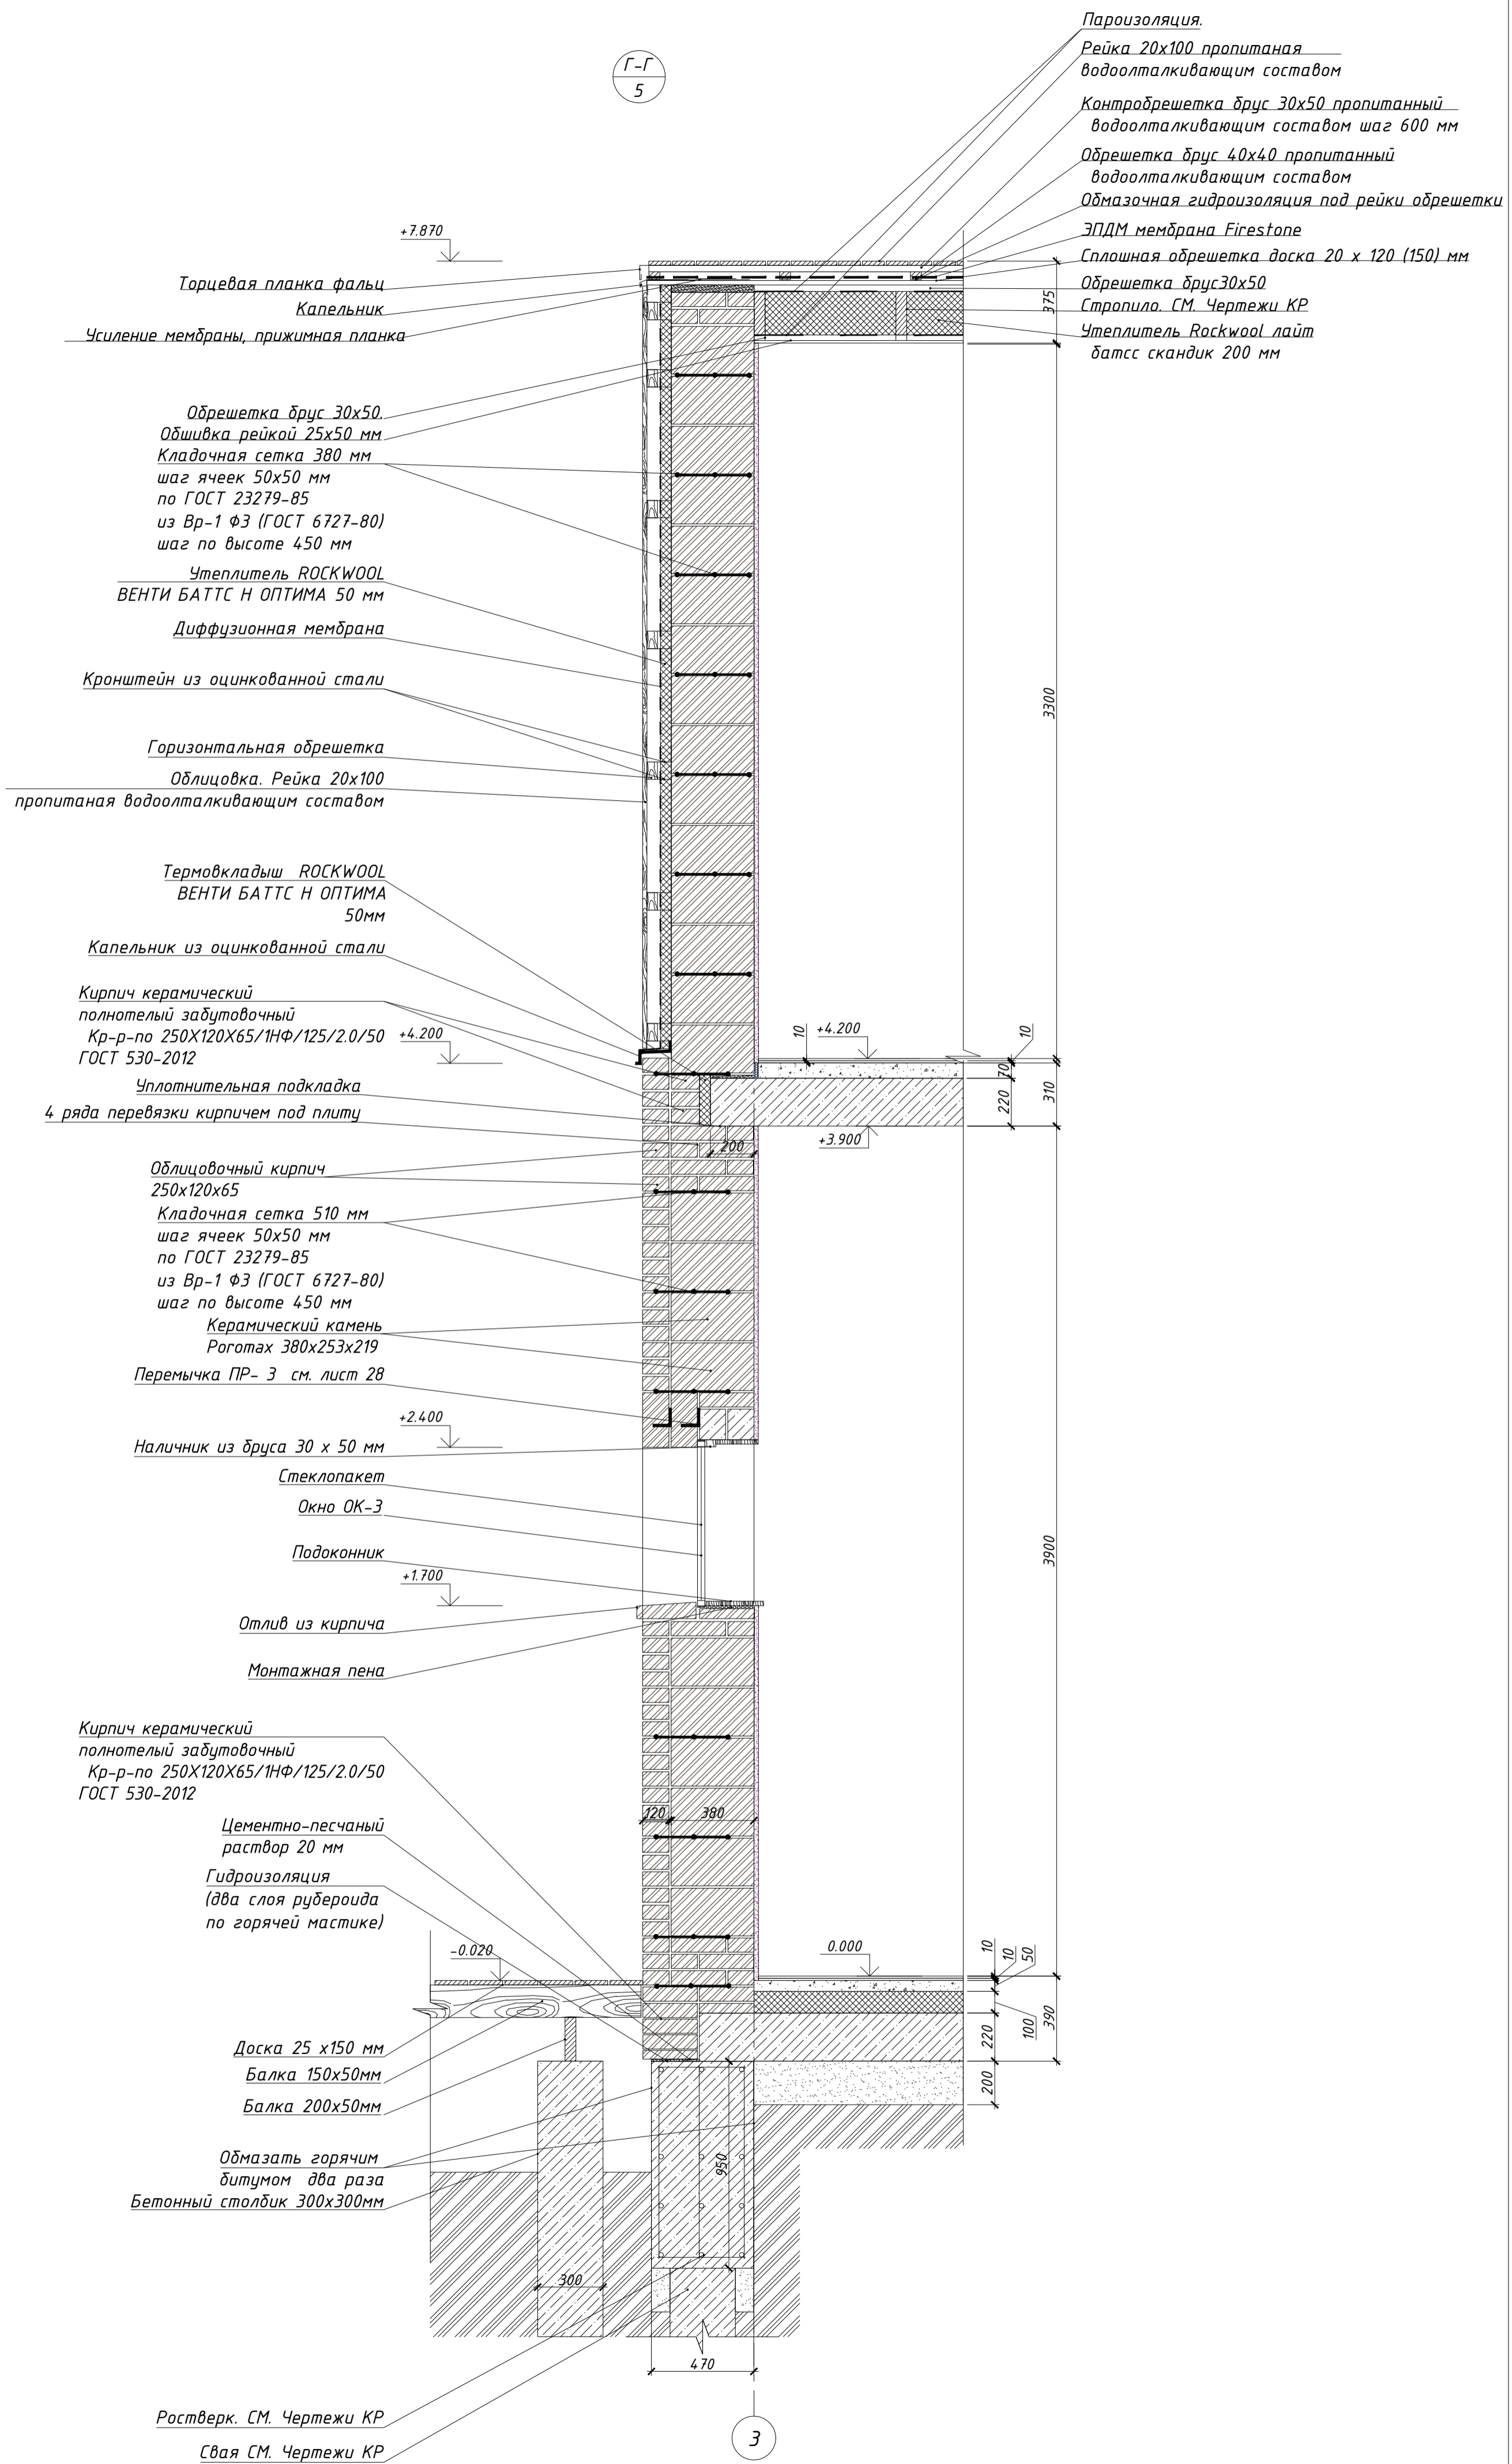 Г-Г
5
Пароизоляция.
Рейка 20х100 пропитаная
водоолталкивающим составом
Контробрешетка брус 30х50 пропитанный
водоолталкивающим составом шаг 600 мм
Обрешетка брус 40х40 пропитанный
водоолталкивающим составом
Обмазочная гидроизоляция под рейки обрешетки
ЭПДМ мембрана Firestone
Сплошная обрешетка доска 20 х 120 (150) мм
Обрешетка брус30х50
Стропило. СМ. Чертежи КР
Утеплитель Rockwool лайт
батсс скандик 200 мм
+7.870
Торцевая планка фальц
Капельник
Усиление мембраны, прижимная планка
375
Обрешетка брус 30х50.
Обшивка рейкой 25х50 мм
Кладочная сетка 380 мм
шаг ячеек 50х50 мм
по ГОСТ 23279-85
из Вр-1 Ф3 (ГОСТ 6727-80)
шаг по высоте 450 мм
Утеплитель ROCKWOOL
ВЕНТИ БАТТС Н ОПТИМА 50 мм
Диффузионная мембрана
Кронштейн из оцинкованной стали
3300
Горизонтальная обрешетка
Облицовка. Рейка 20х100
пропитаная водоолталкивающим составом
Термовкладыш ROCKWOOL
ВЕНТИ БАТТС Н ОПТИМА
50мм
Капельник из оцинкованной стали
Кирпич керамический
полнотелый забутовочный
Кр-р-по 250Х120Х65/1НФ/125/2.0/50
ГОСТ 530-2012
+4.200
10
+4.200
10
70
220
310
Уплотнительная подкладка
4 ряда перевязки кирпичем под плиту
200
+3.900
Облицовочный кирпич
250х120х65
Кладочная сетка 510 мм
шаг ячеек 50х50 мм
по ГОСТ 23279-85
из Вр-1 Ф3 (ГОСТ 6727-80)
шаг по высоте 450 мм
Керамический камень
Porotmax 380х253х219
Перемычка ПР- 3 см. лист 28
+2.400
Наличник из бруса 30 х 50 мм
Стеклопакет
Окно ОК-3
Подоконник
3900
+1.700
Отлив из кирпича
Монтажная пена
Кирпич керамический
полнотелый забутовочный
Кр-р-по 250Х120Х65/1НФ/125/2.0/50
ГОСТ 530-2012
120
380
Цементно-песчаный
раствор 20 мм
Гидроизоляция
(два слоя рубероида
по горячей мастике)
-0.020
0.000
10
10
50
100
220
390
200
Доска 25 х150 мм
Балка 150х50мм
Балка 200х50мм
Обмазать горячим
битумом два раза
Бетонный столбик 300х300мм
950
300
470
Ростверк. СМ. Чертежи КР
Свая СМ. Чертежи КР
3